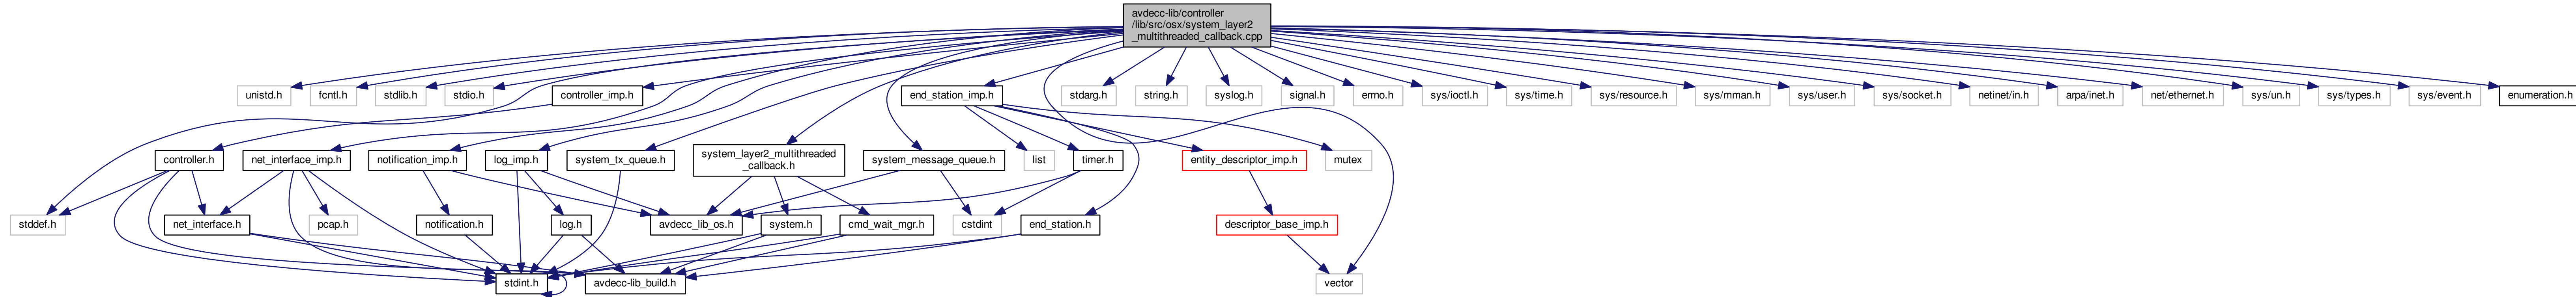 avdecc-lib/controller
/lib/src/osx/system_layer2
_multithreaded_callback.cpp
unistd.h
fcntl.h
stdlib.h
stdio.h
controller_imp.h
end_station_imp.h
stdarg.h
string.h
syslog.h
signal.h
errno.h
sys/ioctl.h
sys/time.h
sys/resource.h
sys/mman.h
sys/user.h
sys/socket.h
netinet/in.h
arpa/inet.h
net/ethernet.h
sys/un.h
sys/types.h
sys/event.h
enumeration.h
controller.h
net_interface_imp.h
notification_imp.h
log_imp.h
system_tx_queue.h
system_layer2_multithreaded
_callback.h
system_message_queue.h
list
timer.h
entity_descriptor_imp.h
mutex
stddef.h
net_interface.h
pcap.h
notification.h
log.h
avdecc_lib_os.h
system.h
cmd_wait_mgr.h
cstdint
end_station.h
descriptor_base_imp.h
stdint.h
avdecc-lib_build.h
vector